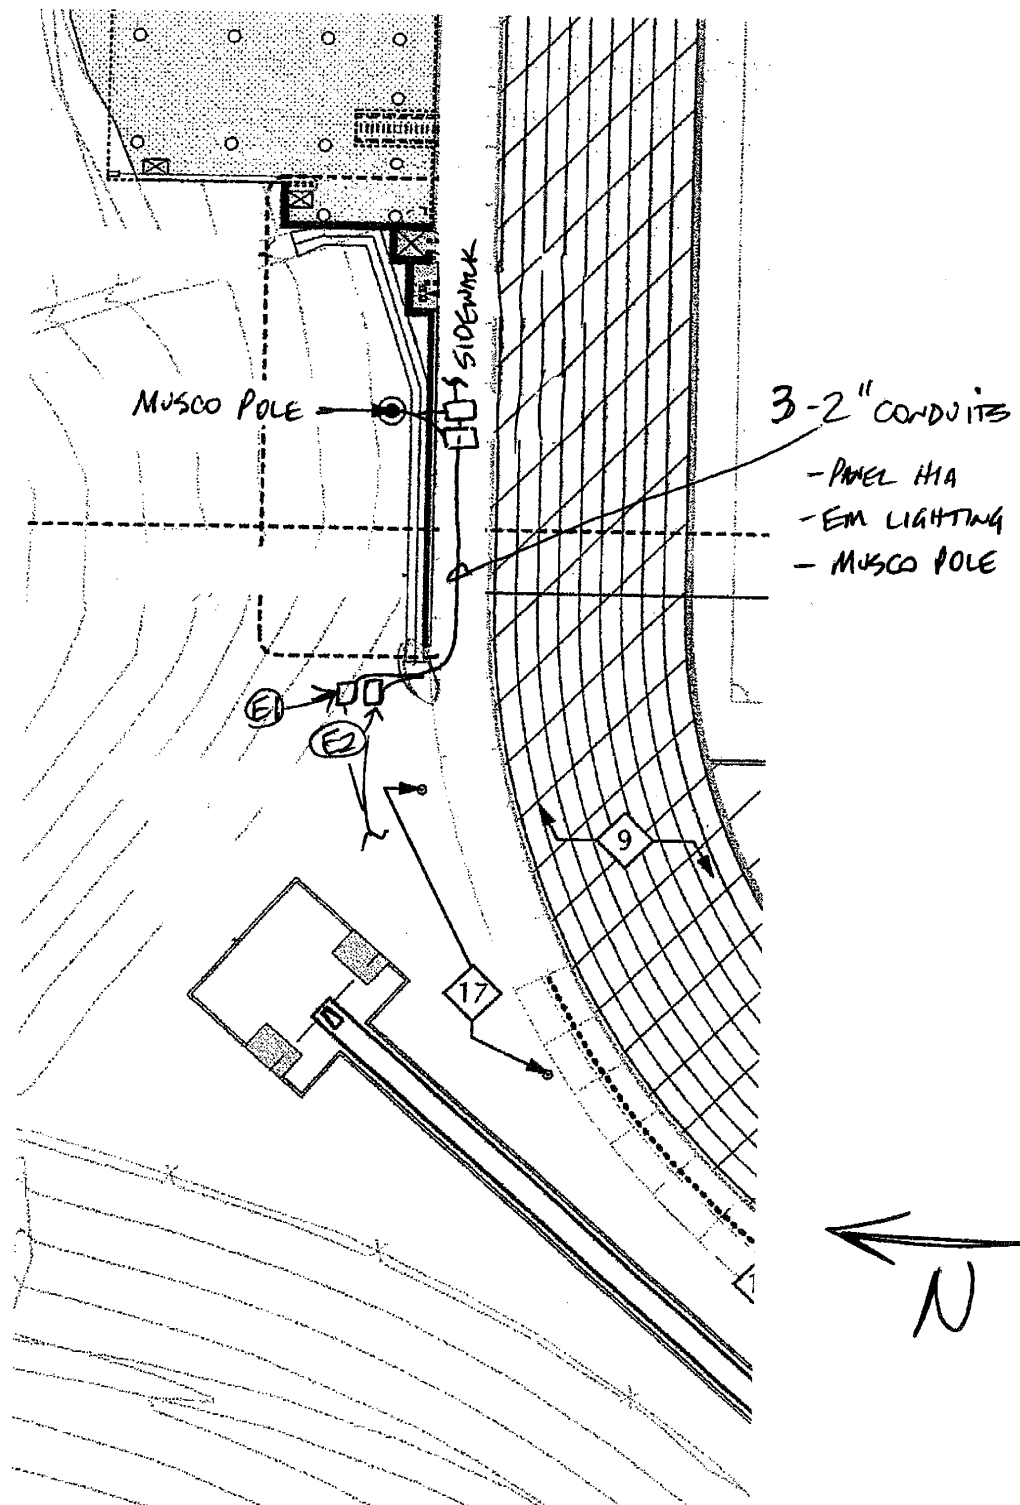 SIDEWALK
MUSCO POLE
3-2" CONDUITS
- PANEL H1A
- EM LIGHTING
- MUSCO POLE
E1
E2
9
17
N